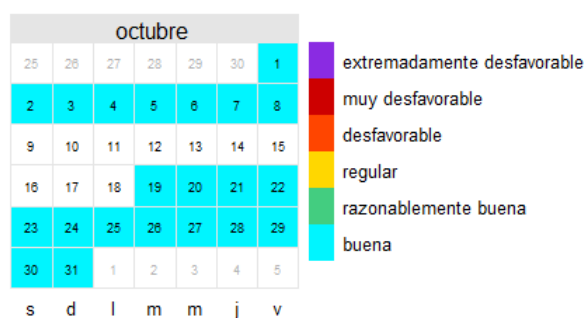 octubre
25 26 27 28 29 30 1
2 3 4 5 6 7 8
9 10 11 12 13 14 15
16 17 18 19 20 21 22
23 24 25 26 27 28 29
30 31 1 2 3 4 5
s d l m m j v
extremadamente desfavorable
muy desfavorable
desfavorable
regular
razonablemente buena
buena